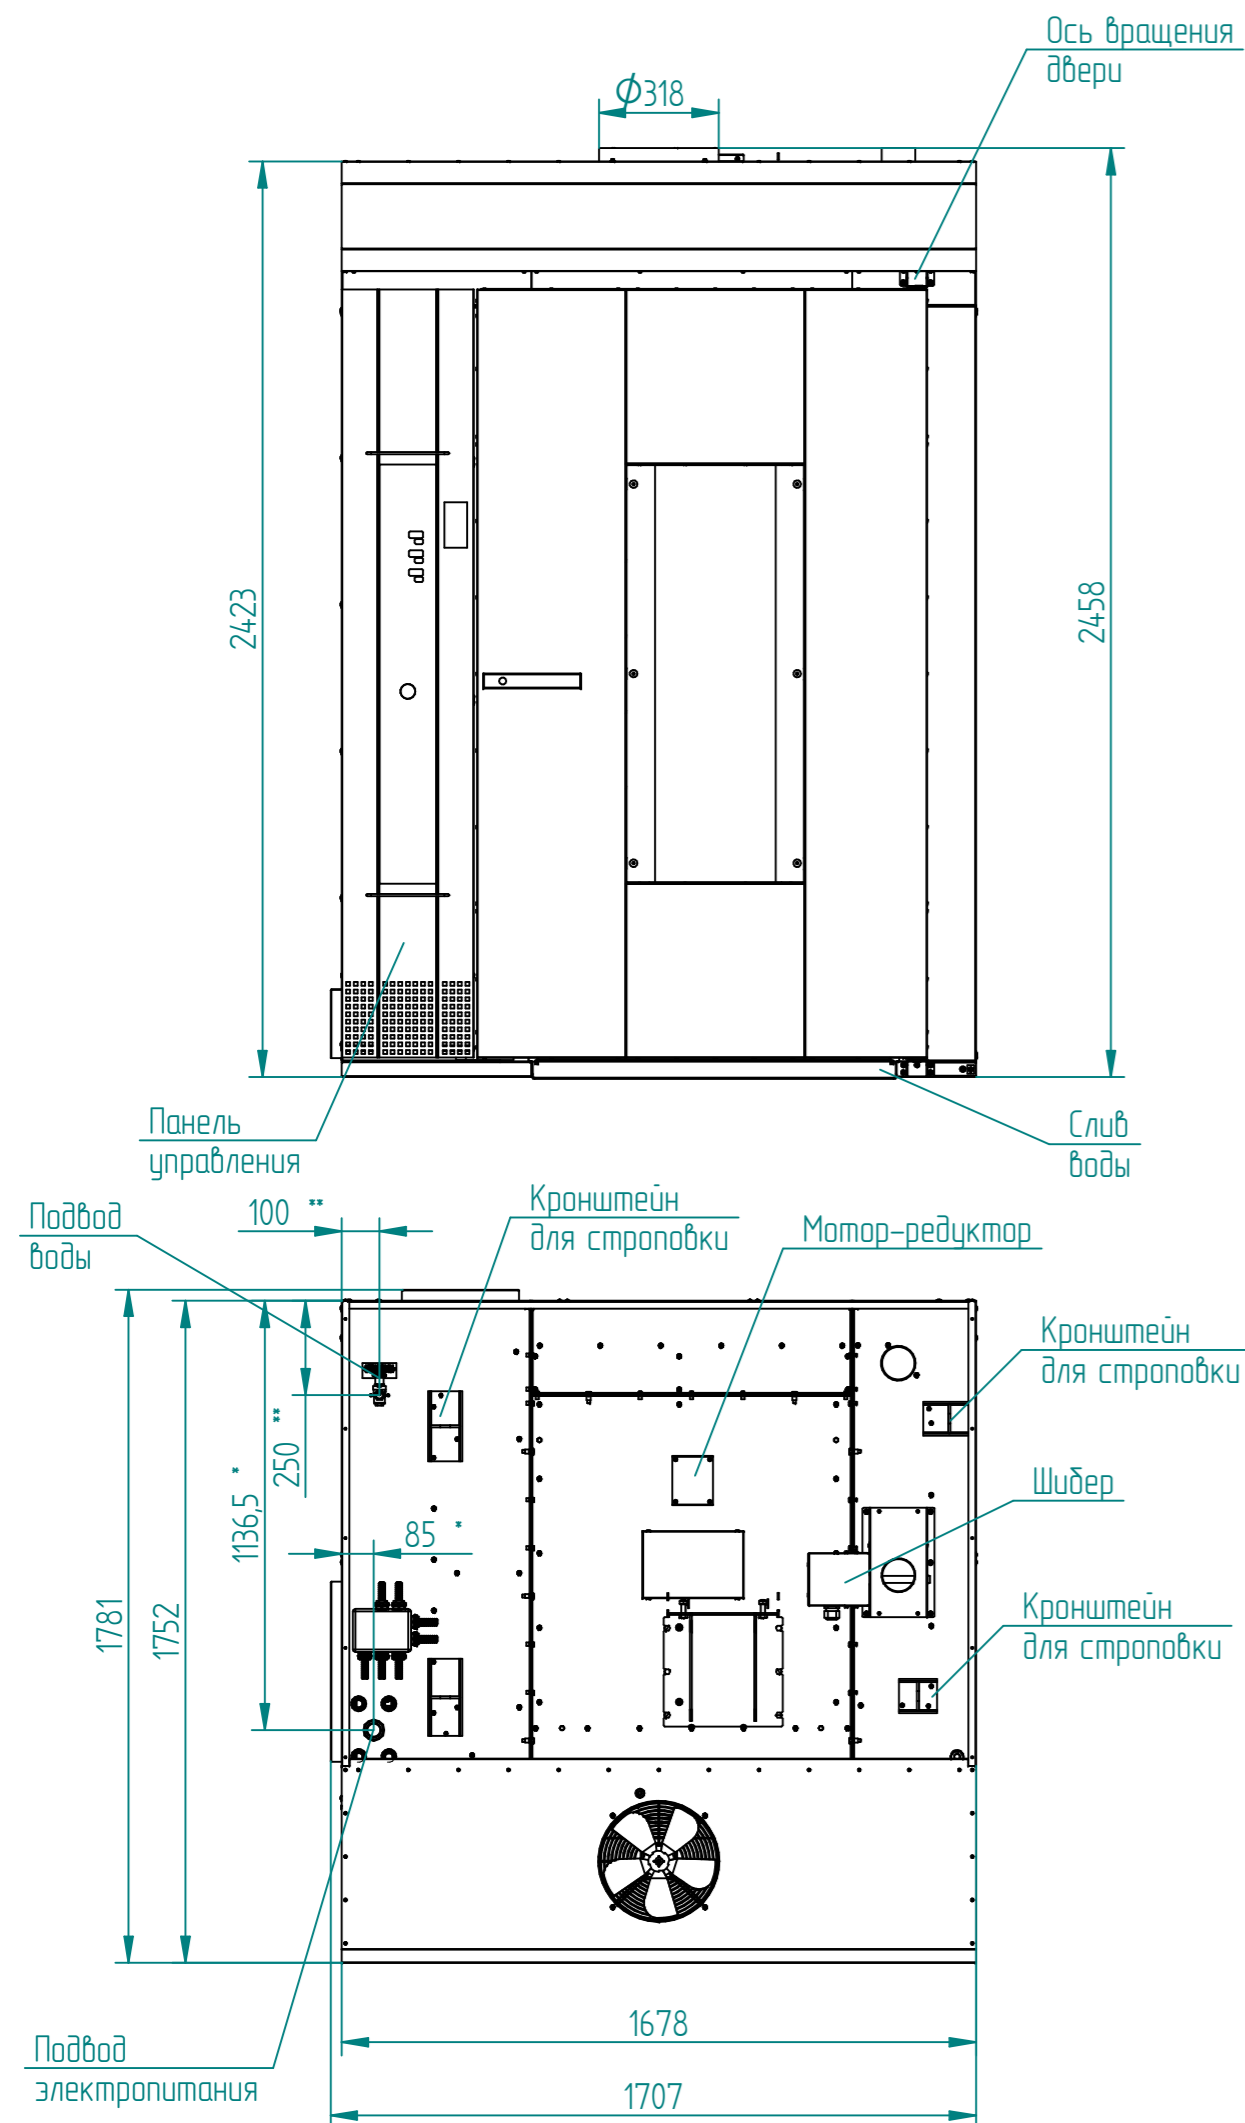 Ось вращения
двери
Ф318
2423
2458
Панель
управления
Слив
воды
Подвод
воды
100 **
Кронштейн
для строповки
Мотор-редуктор
Кронштейн
для строповки
250 **
1136,5 *
85 *
Шибер
1781
1752
Кронштейн
для строповки
1678
Подвод
электропитания
1707